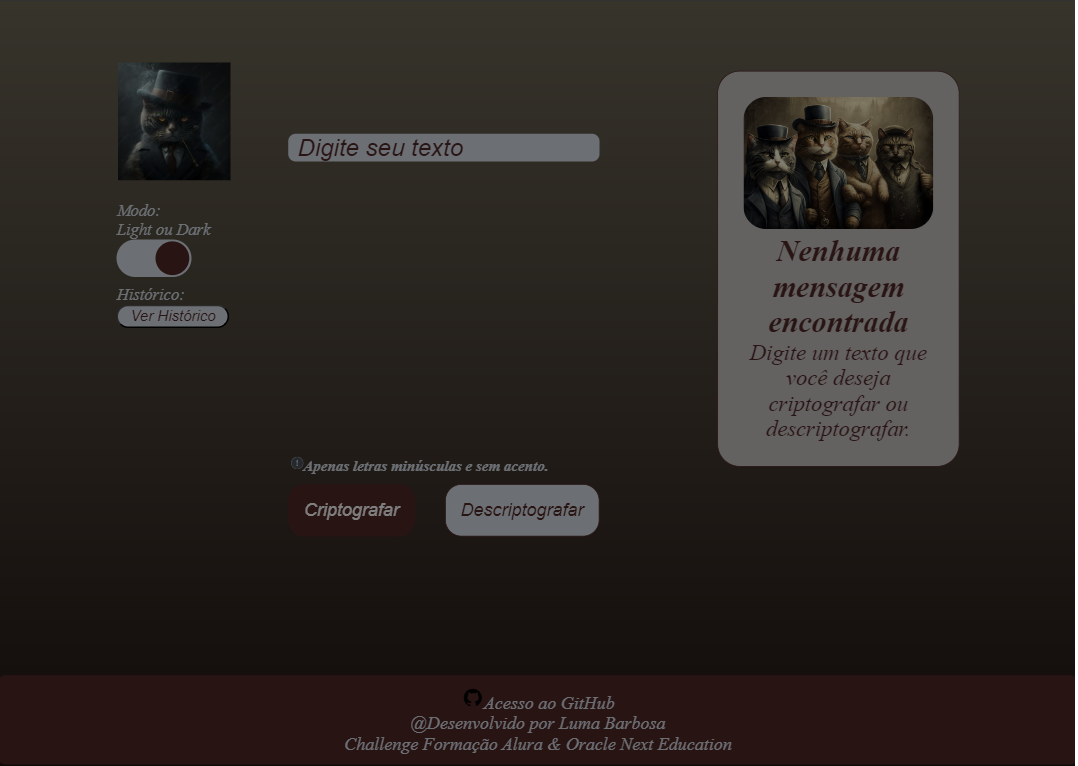 Digite seu texto
Modo:
Light ou Dark
Histórico:
Ver Histórico
Nenhuma
mensagem
encontrada
Digite um texto que
você deseja
criptografar ou
descriptografar.
Apenas letras minúsculas e sem acento.
Criptografar
Descriptografar
Acesso ao GitHub
@Desenvolvido por Luma Barbosa
Challenge Formação Alura & Oracle Next Education